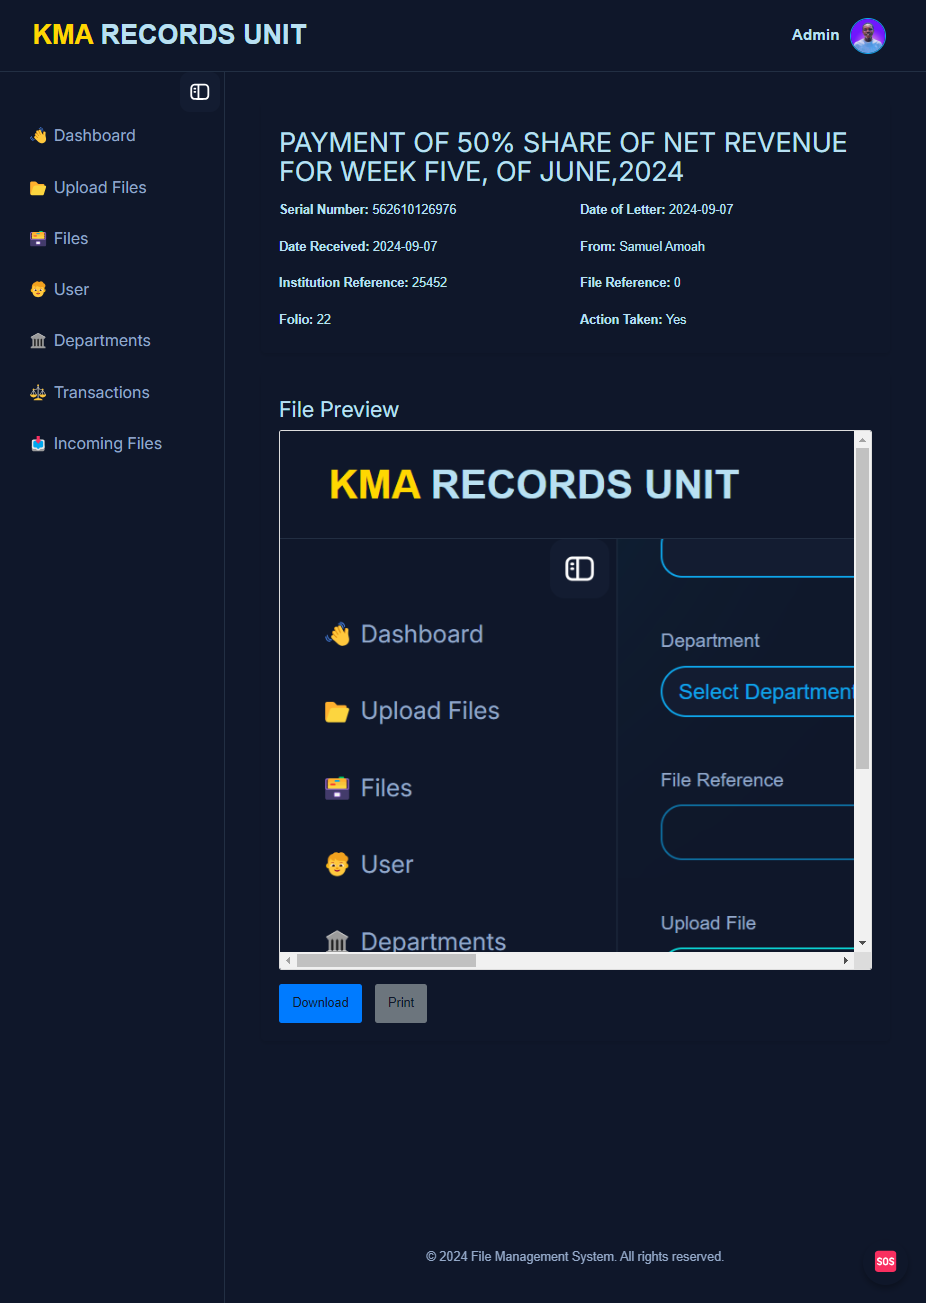 KMA RECORDS UNIT
Admin
Dashboard
Upload Files
Files
User
Departments
Transactions
Incoming Files
PAYMENT OF 50% SHARE OF NET REVENUE
FOR WEEK FIVE, OF JUNE,2024
Serial Number: 562610126976
Date of Letter: 2024-09-07
Date Received: 2024-09-07
From: Samuel Amoah
Institution Reference: 25452
File Reference: 0
Folio: 22
Action Taken: Yes
File Preview
KMA RECORDS UNIT
Dashboard
Upload Files
Files
User
Departments
Department
Select Department
File Reference
Upload File
Download
Print
© 2024 File Management System. All rights reserved.
SOS